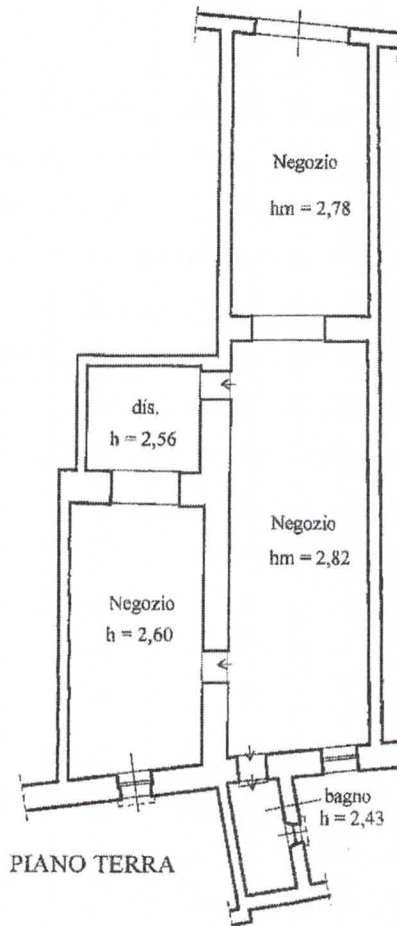 Negozio
hm = 2,78
dis.
h = 2,56
Negozio
hm = 2,82
Negozio
h = 2,60
bagno
h = 2,43
PIANO TERRA